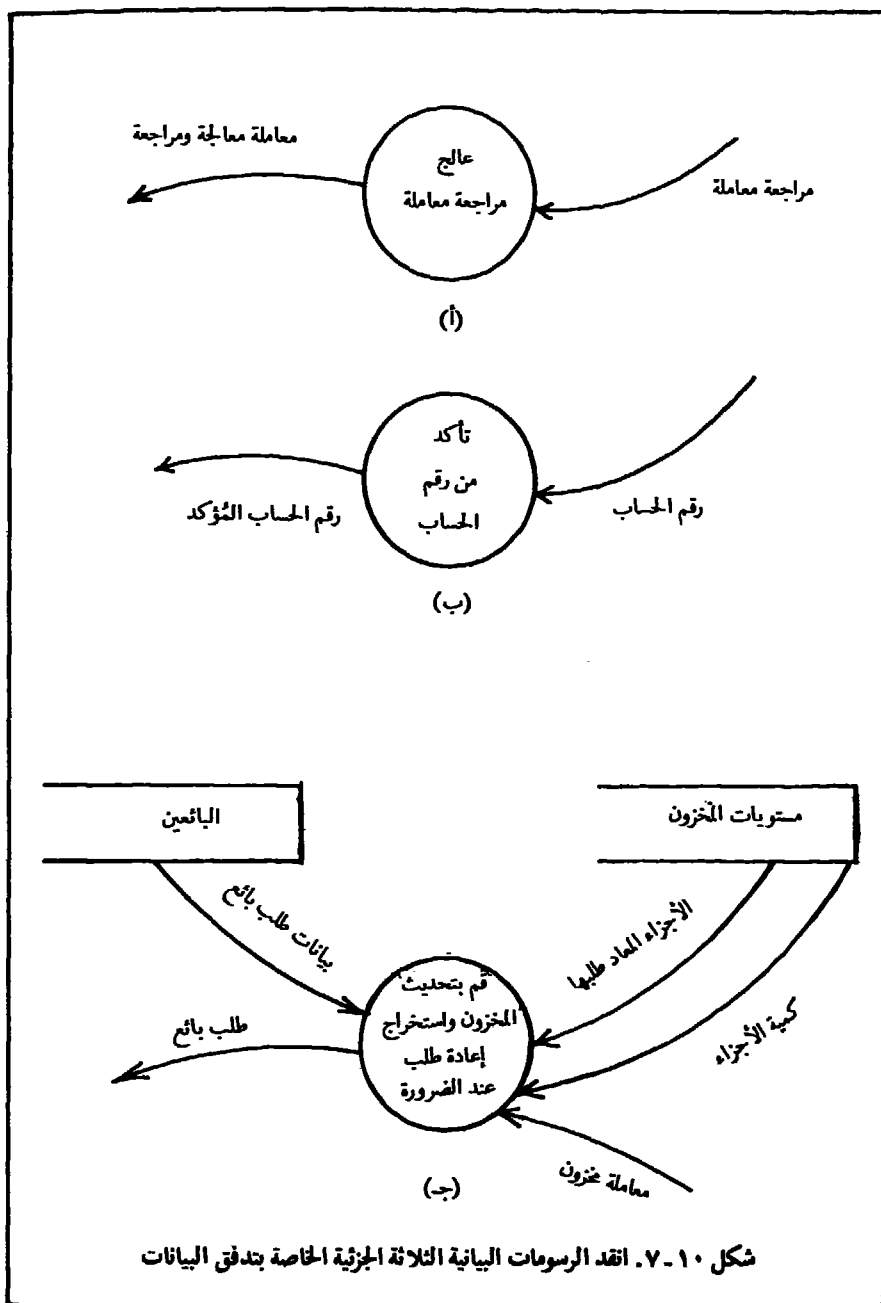 معاملة معالجة ومراجعة
عالج
مراجعة معاملة
مراجعة معاملة
(أ)
تأكد
من رقم
الحساب
رقم الحساب
رقم الحساب المُؤكد
(ب)
مستويات المخزون
البائعين
الأجزاء المعاد طلبها
كمية الأجزاء
بيانات طلب بائع
طلب بائع
قم بتحديث
المخزون واستخراج
إعادة طلب
عند الضرورة
معاملة مخزون
(جـ)
شكل ١٠ - ٧. انقد الرسومات البيانية الثلاثة الجزئية الخاصة بتدفق البيانات